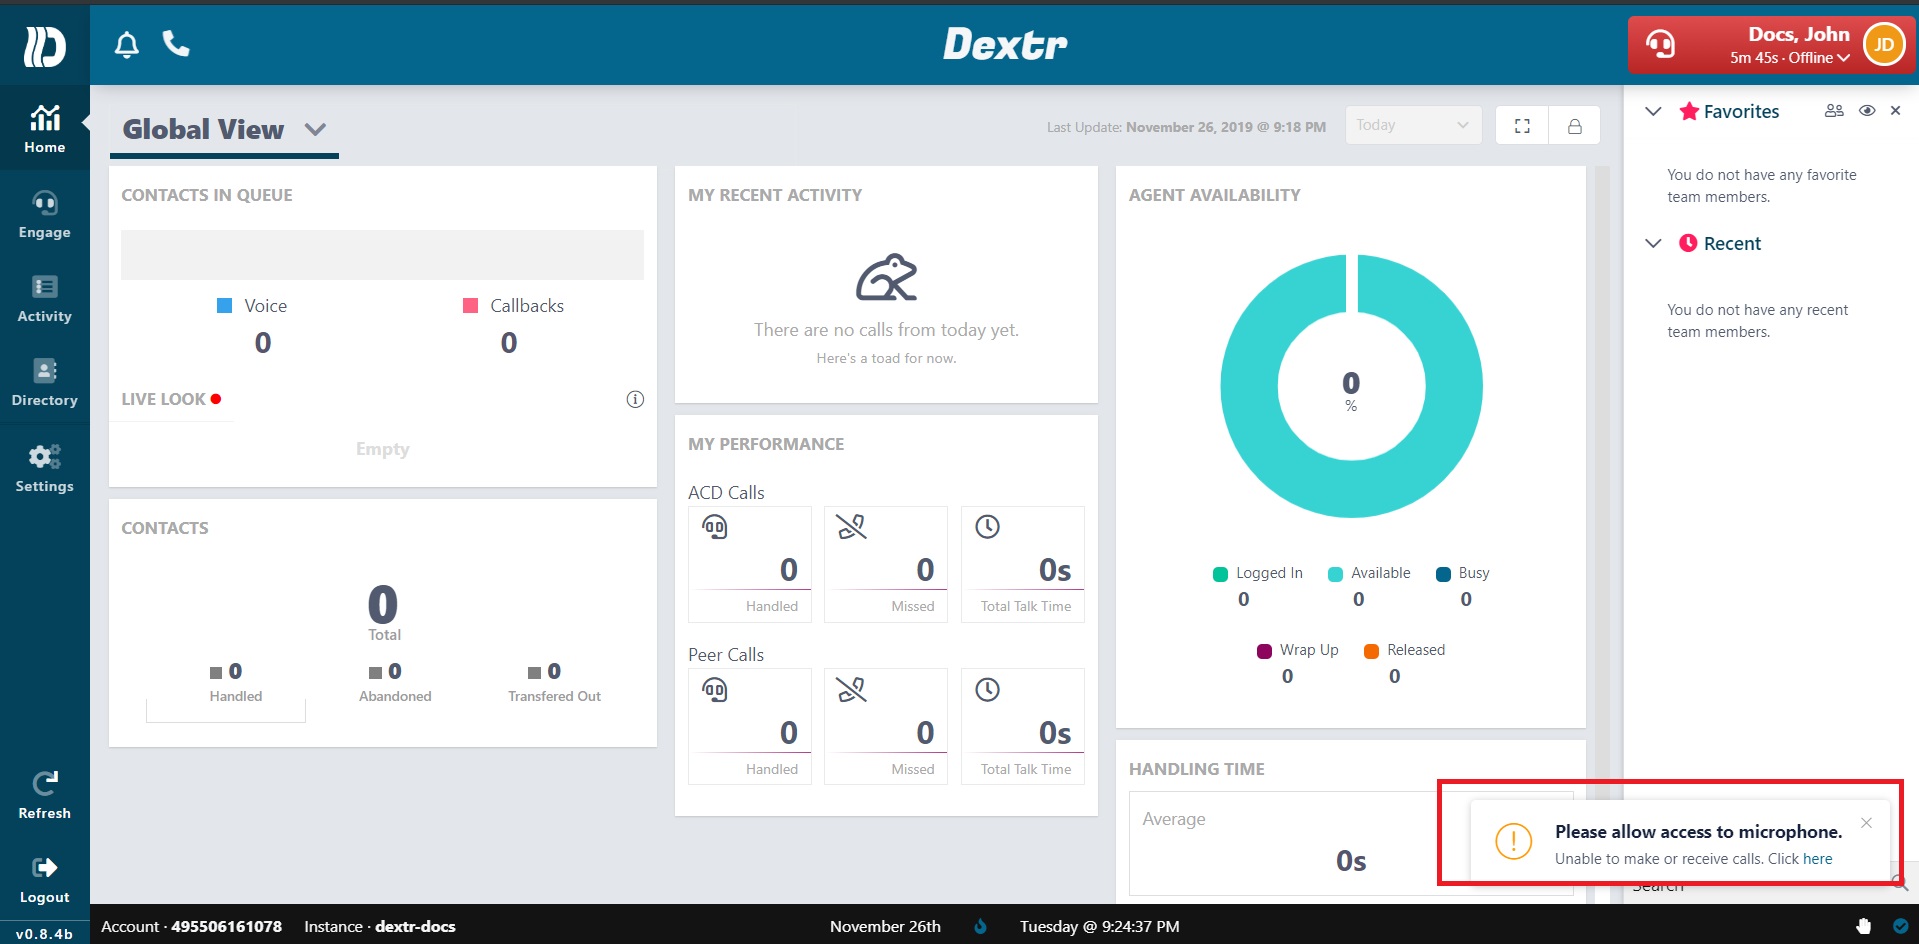 Dextr
Docs, John
5m 45s · Offline
JD
Home
Engage
Activity
Directory
Settings
Refresh
Logout
v0.8.4b
Global View
Last Update: November 26, 2019 @ 9:18 PM
Today
CONTACTS IN QUEUE
Voice
0
Callbacks
0
LIVE LOOK
Empty
CONTACTS
0
Total
0
Handled
0
Abandoned
0
Transfered Out
MY RECENT ACTIVITY
There are no calls from today yet.
Here's a toad for now.
MY PERFORMANCE
ACD Calls
0
Handled
0
Missed
0s
Total Talk Time
Peer Calls
0
Handled
0
Missed
0s
Total Talk Time
AGENT AVAILABILITY
0
%
Logged In
0
Available
0
Busy
0
Wrap Up
0
Released
0
HANDLING TIME
Average
0s
Favorites
You do not have any favorite
team members.
Recent
You do not have any recent
team members.
Please allow access to microphone.
Unable to make or receive calls. Click here
Search
Account · 495506161078
Instance · dextr-docs
November 26th
Tuesday @ 9:24:37 PM